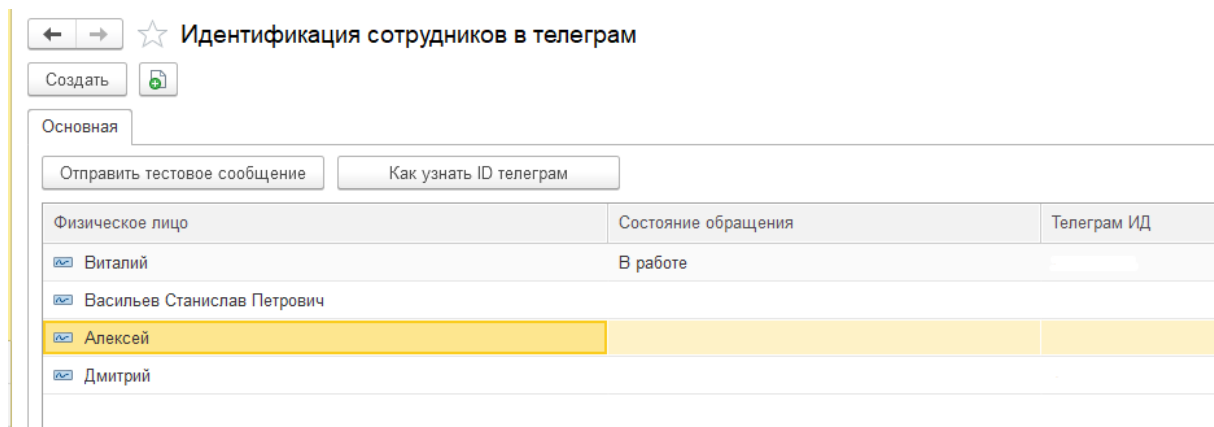 Идентификация сотрудников в телеграм
Создать
Основная
Отправить тестовое сообщение Как узнать ID телеграм
Физическое лицо Состояние обращения Телеграм ИД
Виталий В работе
Васильев Станислав Петрович
Алексей
Дмитрий